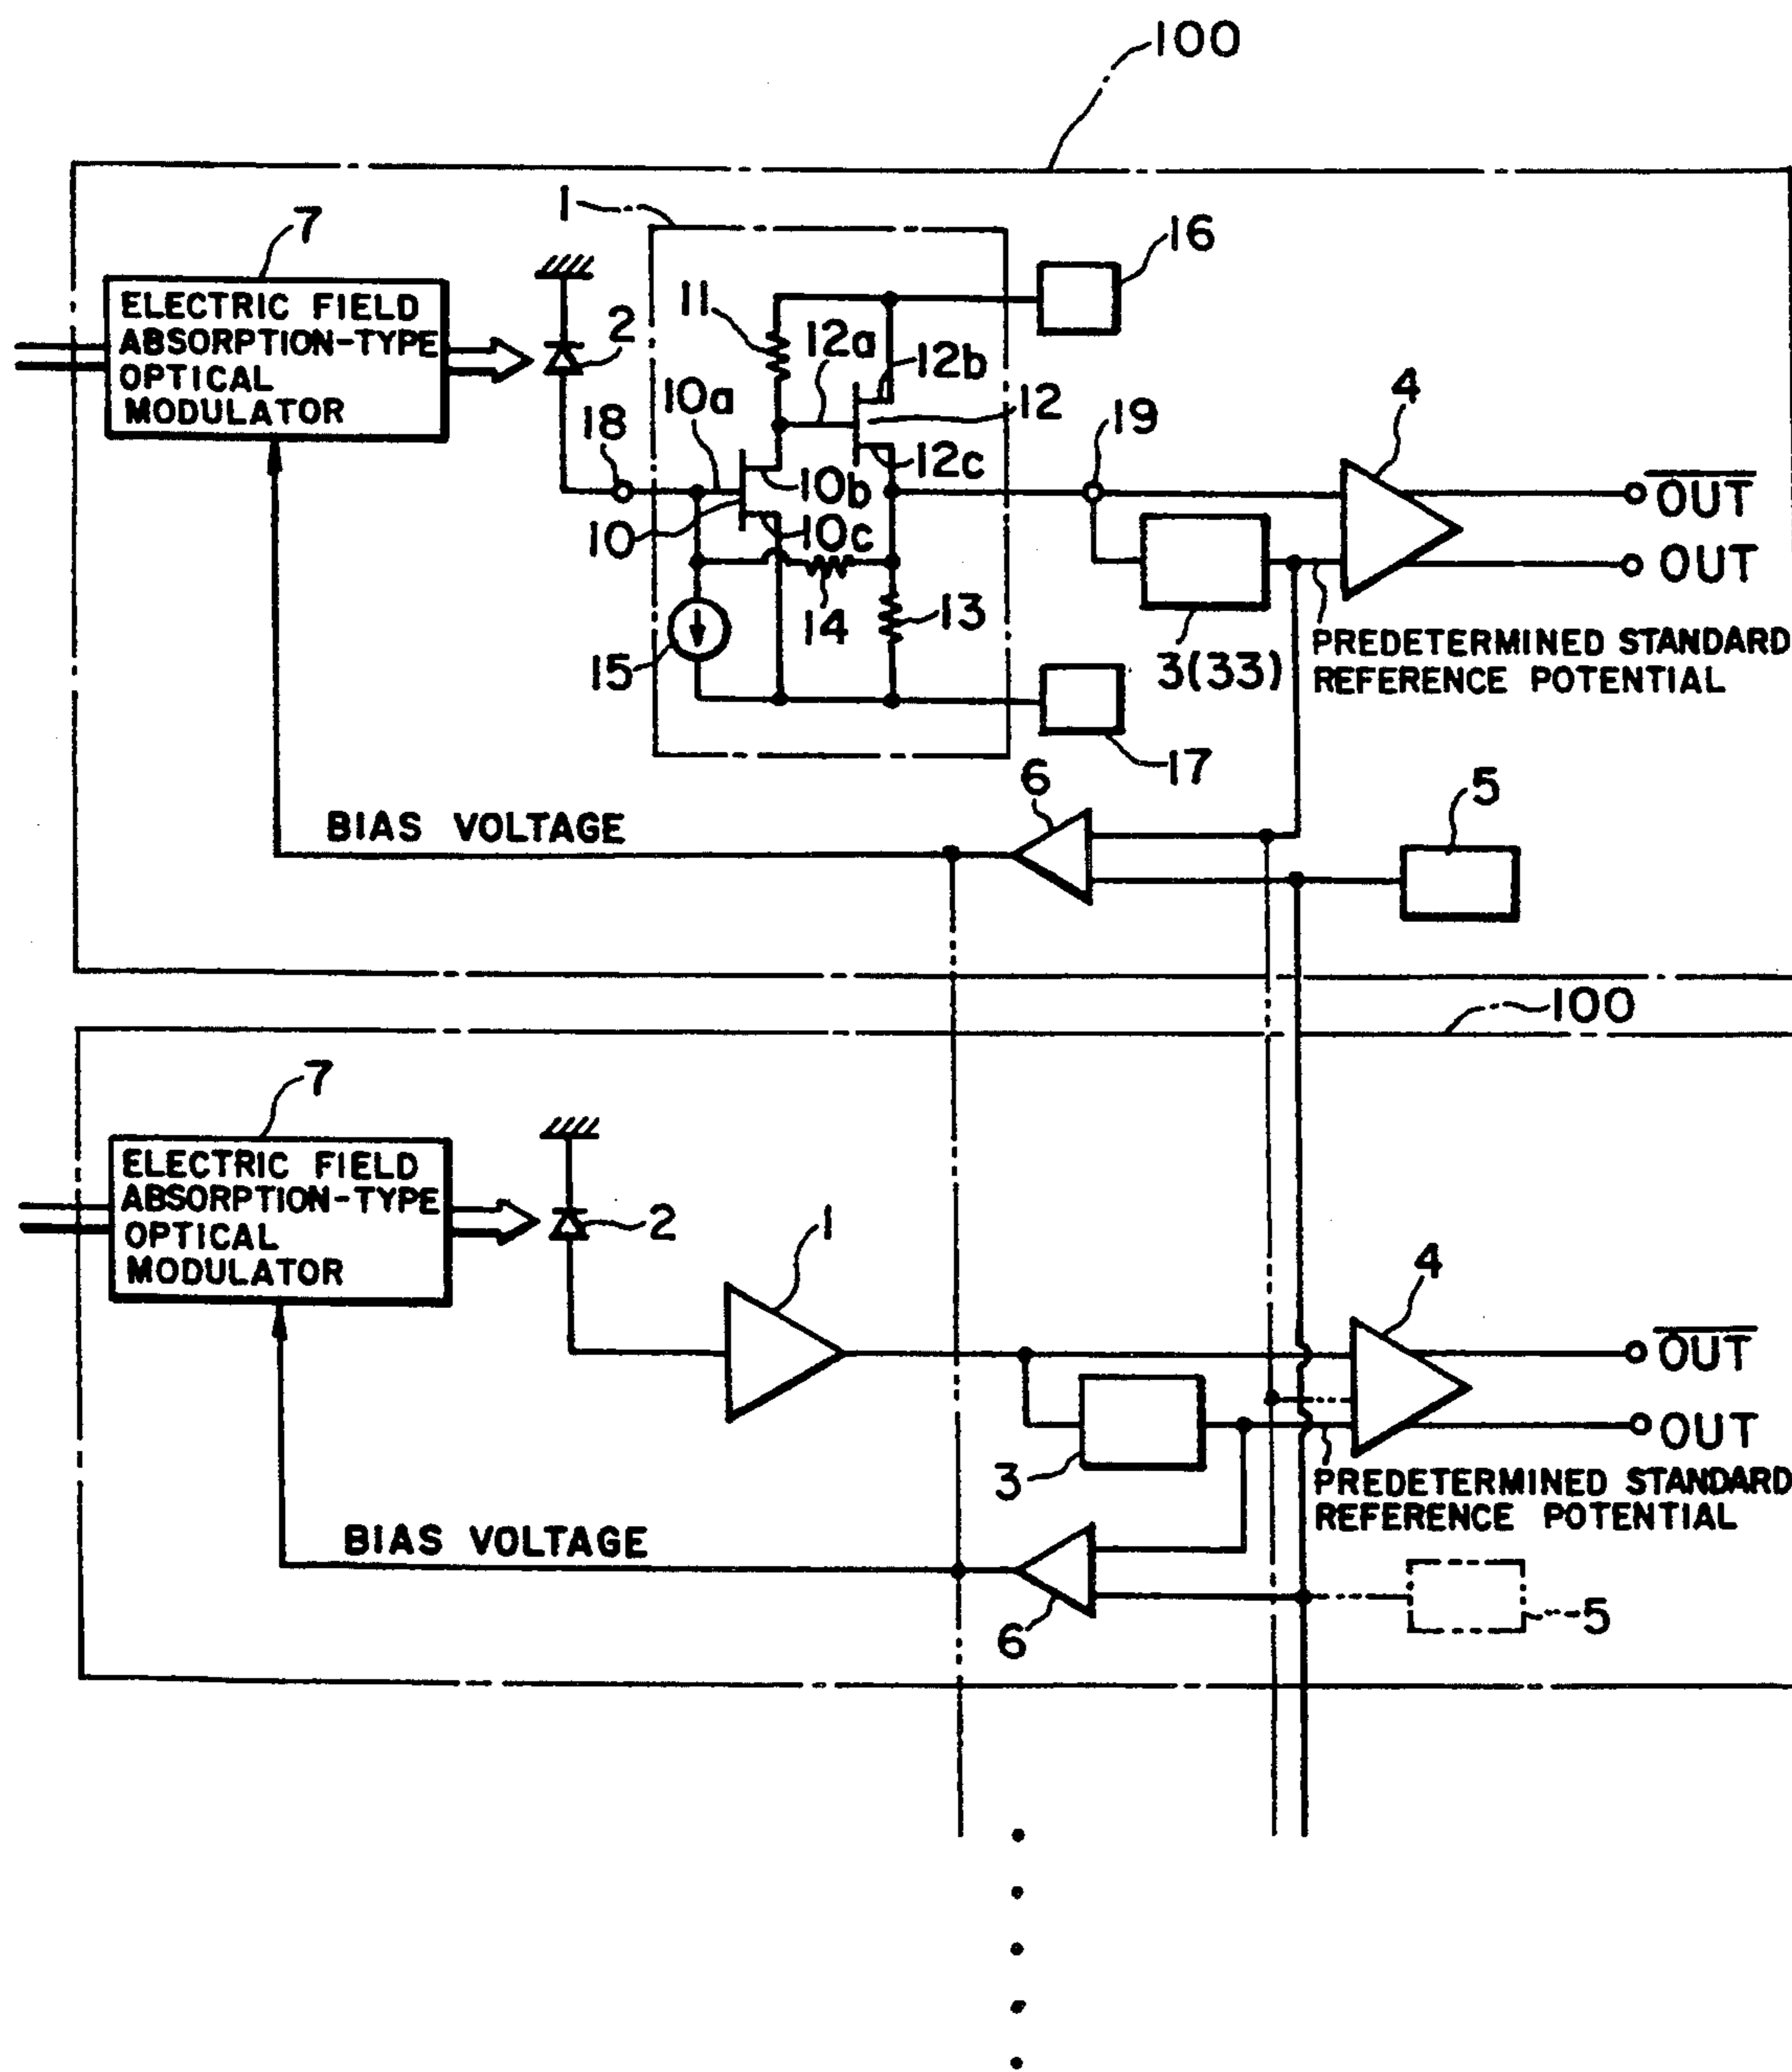 100
1
7
16
ELECTRIC FIELD
ABSORPTION-TYPE
OPTICAL
MODULATOR
2
11
12a
12b
10a
12
18
19
4
12c
10b
OUT
10
10c
OUT
14
13
15
3(33)
PREDETERMINED STANDARD
REFERENCE POTENTIAL
17
6
5
BIAS VOLTAGE
100
7
ELECTRIC FIELD
ABSORPTION-TYPE
OPTICAL
MODULATOR
2
1
4
OUT
OUT
3
PREDETERMINED STANDARD
REFERENCE POTENTIAL
BIAS VOLTAGE
6
5